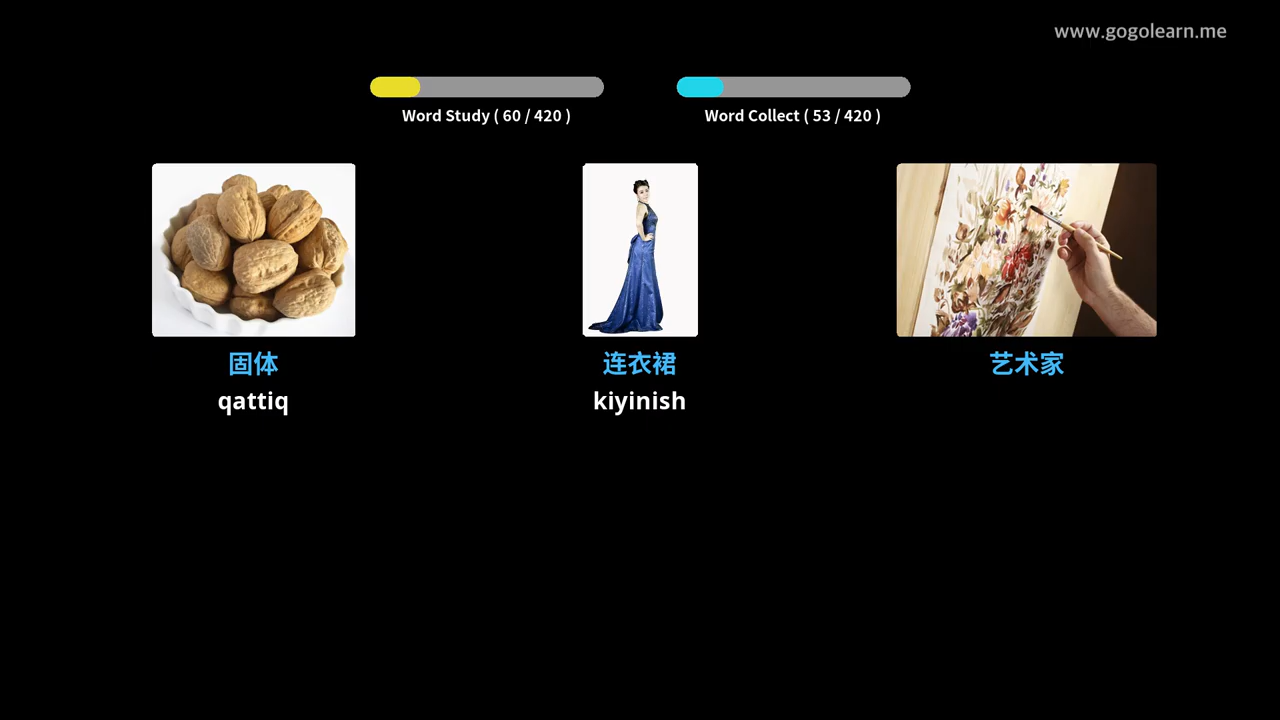 www.gogolearn.me
Word Study ( 60 / 420 )
Word Collect ( 53 / 420 )
固体
qattiq
连衣裙
kiyinish
艺术家